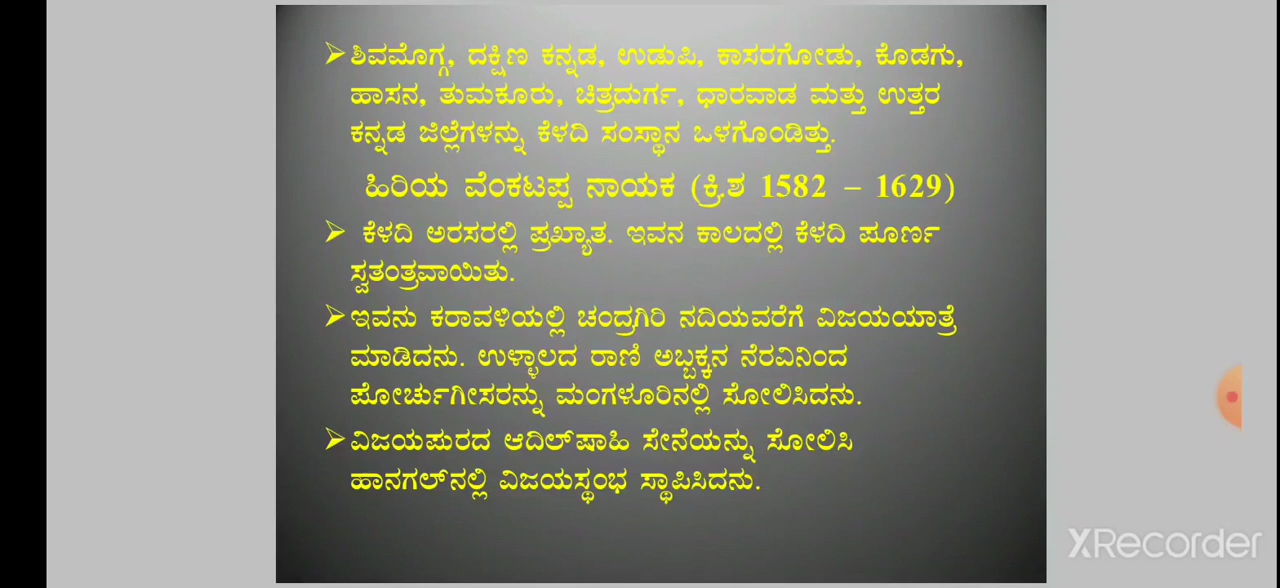 ➢ ಶಿವಮೊಗ್ಗ, ದಕ್ಷಿಣ ಕನ್ನಡ, ಉಡುಪಿ, ಕಾಸರಗೋಡು, ಕೊಡಗು,
ಹಾಸನ, ತುಮಕೂರು, ಚಿತ್ರದುರ್ಗ, ಧಾರವಾಡ ಮತ್ತು ಉತ್ತರ
ಕನ್ನಡ ಜಿಲ್ಲೆಗಳನ್ನು ಕೆಳದಿ ಸಂಸ್ಥಾನ ಒಳಗೊಂಡಿತ್ತು.
ಹಿರಿಯ ವೆಂಕಟಪ್ಪ ನಾಯಕ (ಕ್ರಿ.ಶ 1582 – 1629)
➢ ಕೆಳದಿ ಅರಸರಲ್ಲಿ ಪ್ರಖ್ಯಾತ. ಇವನ ಕಾಲದಲ್ಲಿ ಕೆಳದಿ ಪೂರ್ಣ
ಸ್ವತಂತ್ರವಾಯಿತು.
➢ ಇವನು ಕರಾವಳಿಯಲ್ಲಿ ಚಂದ್ರಗಿರಿ ನದಿಯವರೆಗೆ ವಿಜಯಯಾತ್ರೆ
ಮಾಡಿದನು. ಉಳ್ಳಾಲದ ರಾಣಿ ಅಬ್ಬಕ್ಕನ ನೆರವಿನಿಂದ
ಪೋರ್ಚುಗೀಸರನ್ನು ಮಂಗಳೂರಿನಲ್ಲಿ ಸೋಲಿಸಿದನು.
➢ ವಿಜಯಪುರದ ಆದಿಲ್‌ಷಾಹಿ ಸೇನೆಯನ್ನು ಸೋಲಿಸಿ
ಹಾನಗಲ್‌ನಲ್ಲಿ ವಿಜಯಸ್ಥಂಭ ಸ್ಥಾಪಿಸಿದನು.
XRecorder